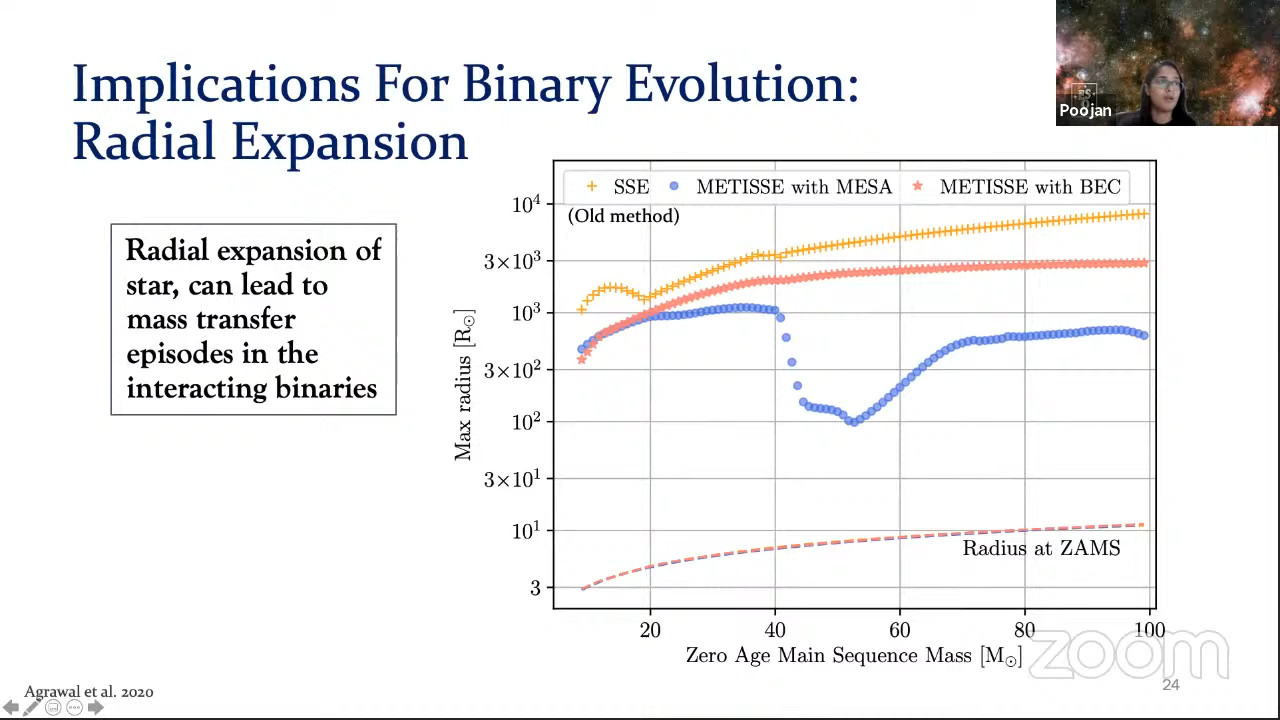 Implications For Binary Evolution:
Radial Expansion
Poojan
Radial expansion of
star, can lead to
mass transfer
episodes in the
interacting binaries
SSE METISSE with MESA METISSE with BEC
(Old method)
10⁴
3×10³
10³
3×10²
10²
3×10¹
10¹
3
Max radius [R☉]
Radius at ZAMS
20 40 60 80 100
Zero Age Main Sequence Mass [M☉]
zoom
24
Agrawal et al. 2020